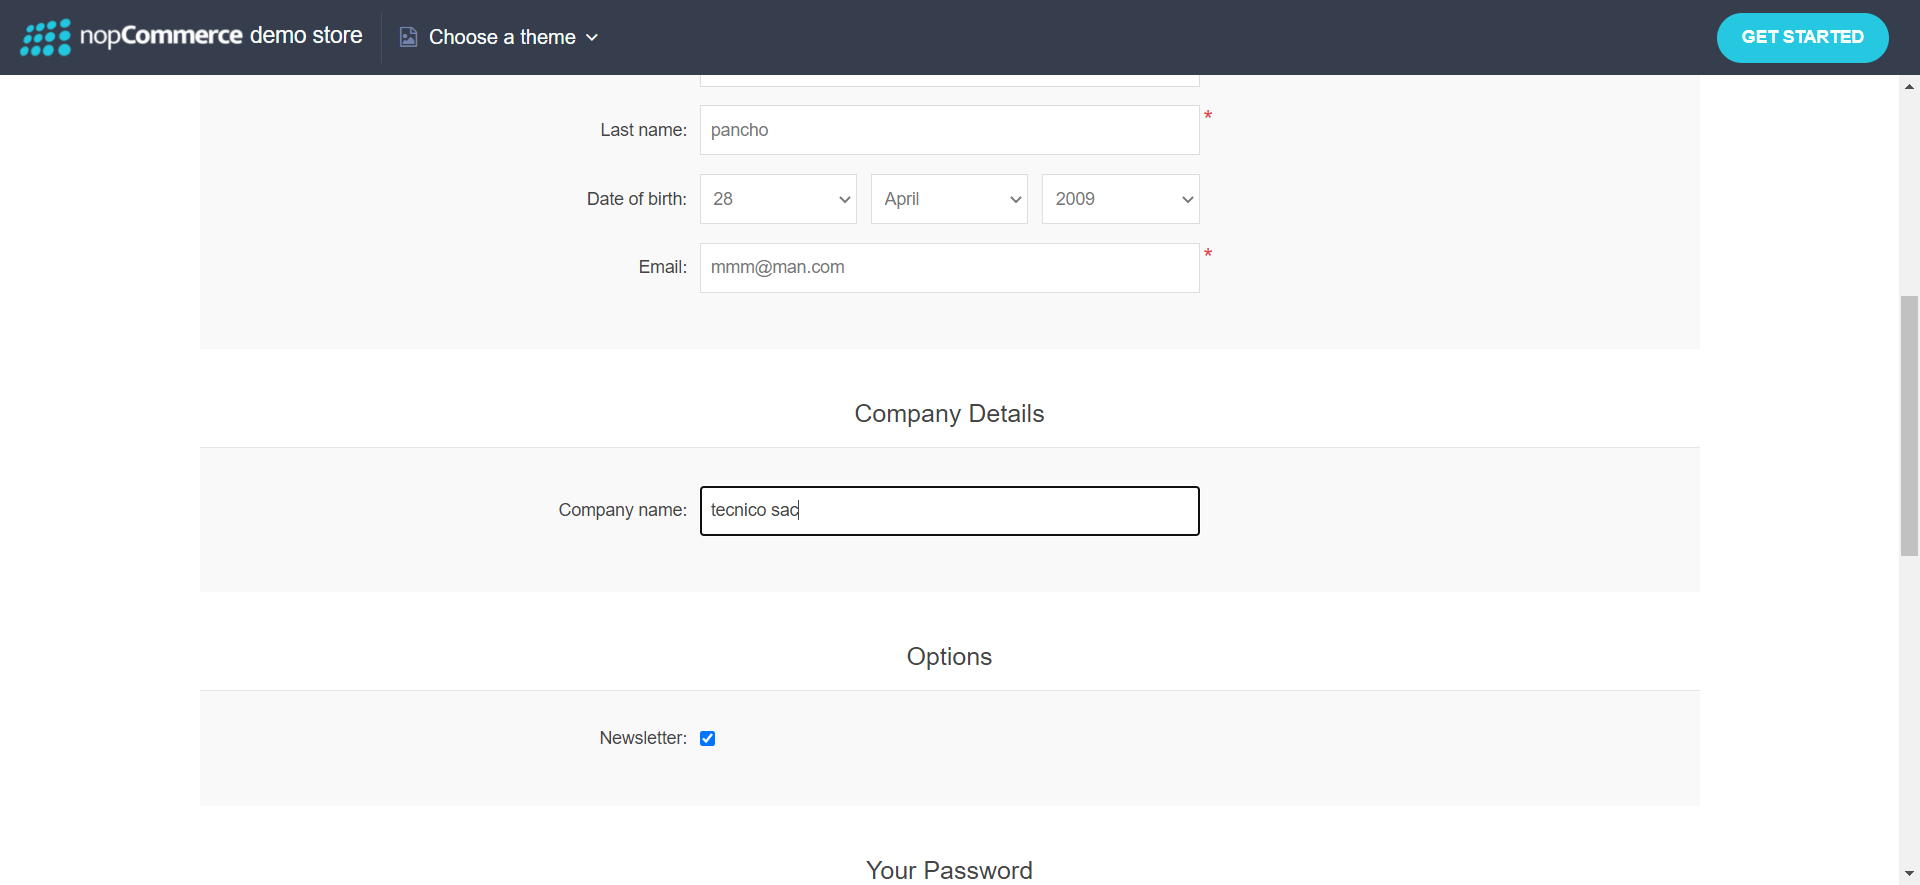 nopCommerce demo store
Choose a theme
GET STARTED
Last name: pancho *
Date of birth: 28 April 2009
Email: mmm@man.com *
Company Details
Company name: tecnico sac
Options
Newsletter:
Your Password